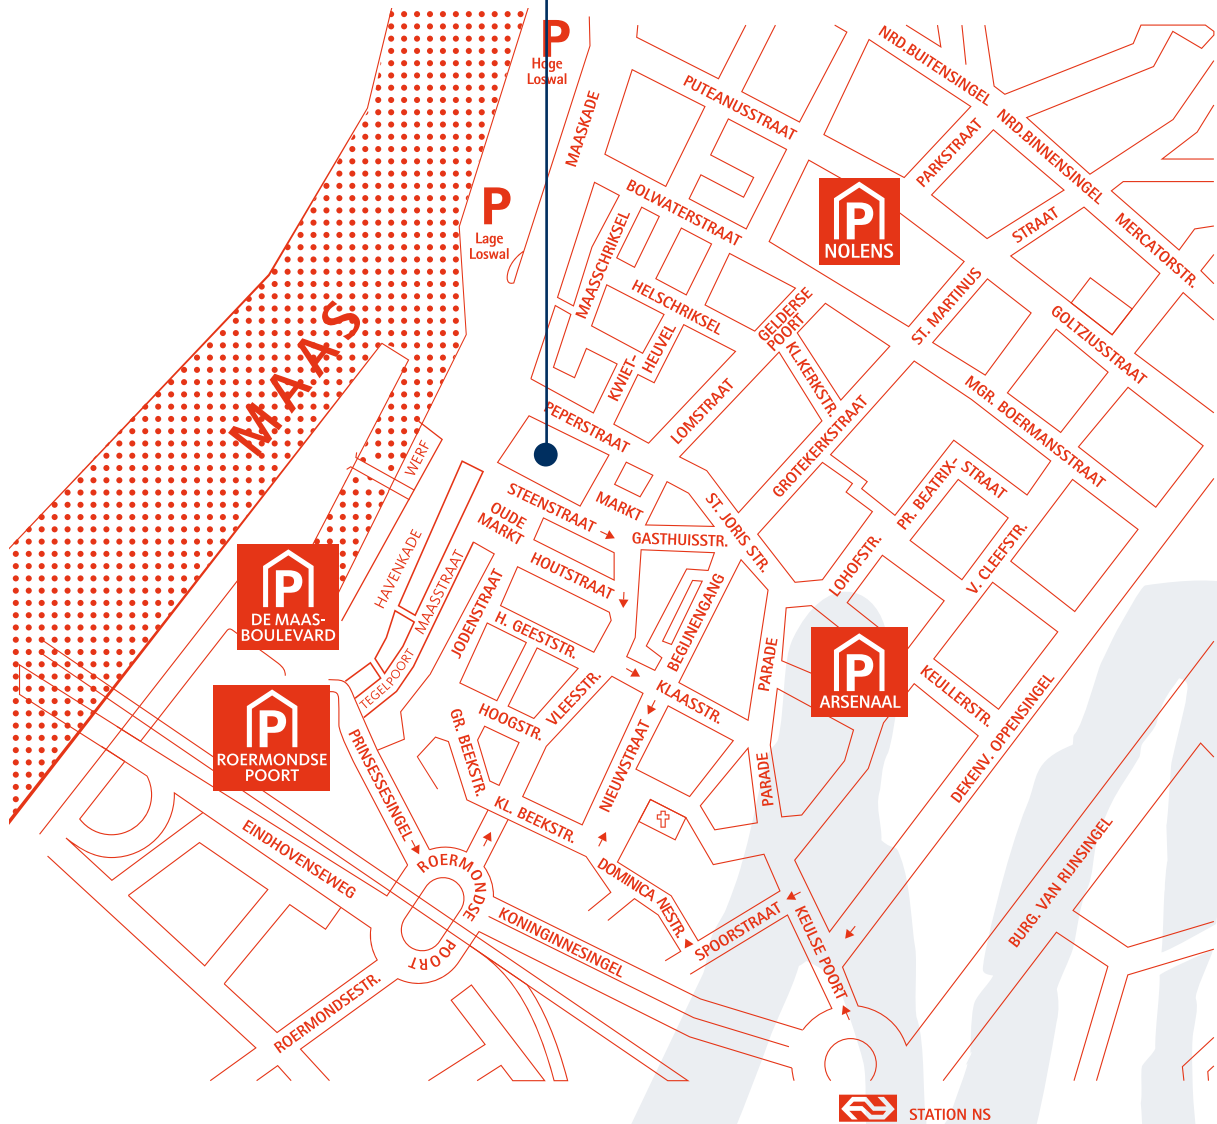 P
Hoge
Loswal
MAASKADE
PUTEANUSSTRAAT
NRD.BUITENSINGEL
NRD.BINNENSINGEL
PARKSTRAAT
P
Lage
Loswal
BOLWATERSTRAAT
MAASSCHRIKSEL
P
NOLENS
STRAAT
MERCATORSTR.
HELSCHRIKSEL
GELDERSE
POORT
ST. MARTINUS
GOLTZIUSSTRAAT
MAAS
KWIET-
HEUVEL
KL.KERKSTR.
LOMSTRAAT
MGR. BOERMANSSTRAAT
PEPERSTRAAT
GROTEKERKSTRAAT
WERF
STEENSTRAAT
MARKT
ST. JORIS STR.
PR. BEATRIX-
STRAAT
OUDE
MARKT
GASTHUISSTR.
HAVENKADE
MAASSTRAAT
HOUTSTRAAT
LOHOFSTR.
V. CLEEFSTR.
P
DE MAAS-
BOULEVARD
JODENSTRAAT
H. GEESTSTR.
BEGIJNENGANG
PARADE
P
ARSENAAL
TEGELPOORT
KLAASSTR.
KEULLERSTR.
P
ROERMONDSE
POORT
PRINSESSESINGEL
GR. BEEKSTR.
HOOGSTR.
VLEESSTR.
NIEUWSTRAAT
PARADE
DEKENV. OPPENSINGEL
EINDHOVENSEWEG
KL. BEEKSTR.
ROERMONDSE
POORT
DOMINICA NESTR.
BURG. VAN RIJNSINGEL
KONINGINNESINGEL
SPOORSTRAAT
KEULSE POORT
ROERMONDSESTR.
STATION NS